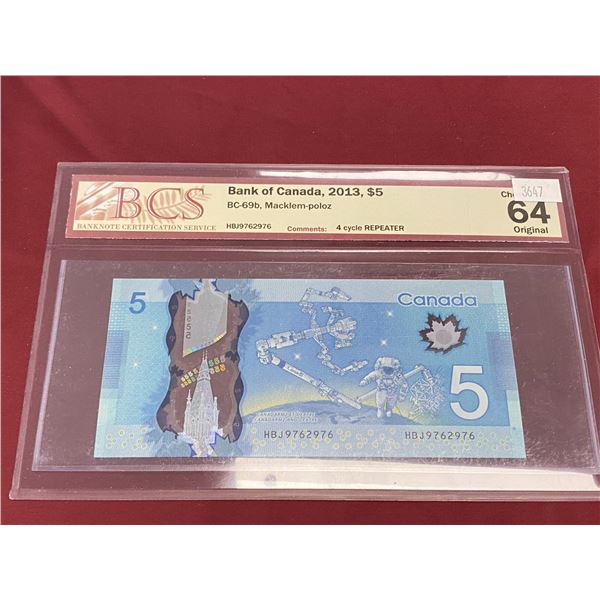 BCS
BANKNOTE CERTIFICATION SERVICE
Bank of Canada, 2013, $5
BC-69b, Macklem-poloz
HBJ9762976 Comments: 4 cycle REPEATER
3647
64
Original
5
Canada
5
HBJ9762976 HBJ9762976